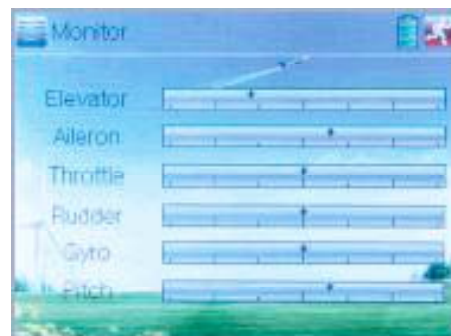 Monitor
Elevator
Aileron
Throttle
Rudder
Gyro
Pitch